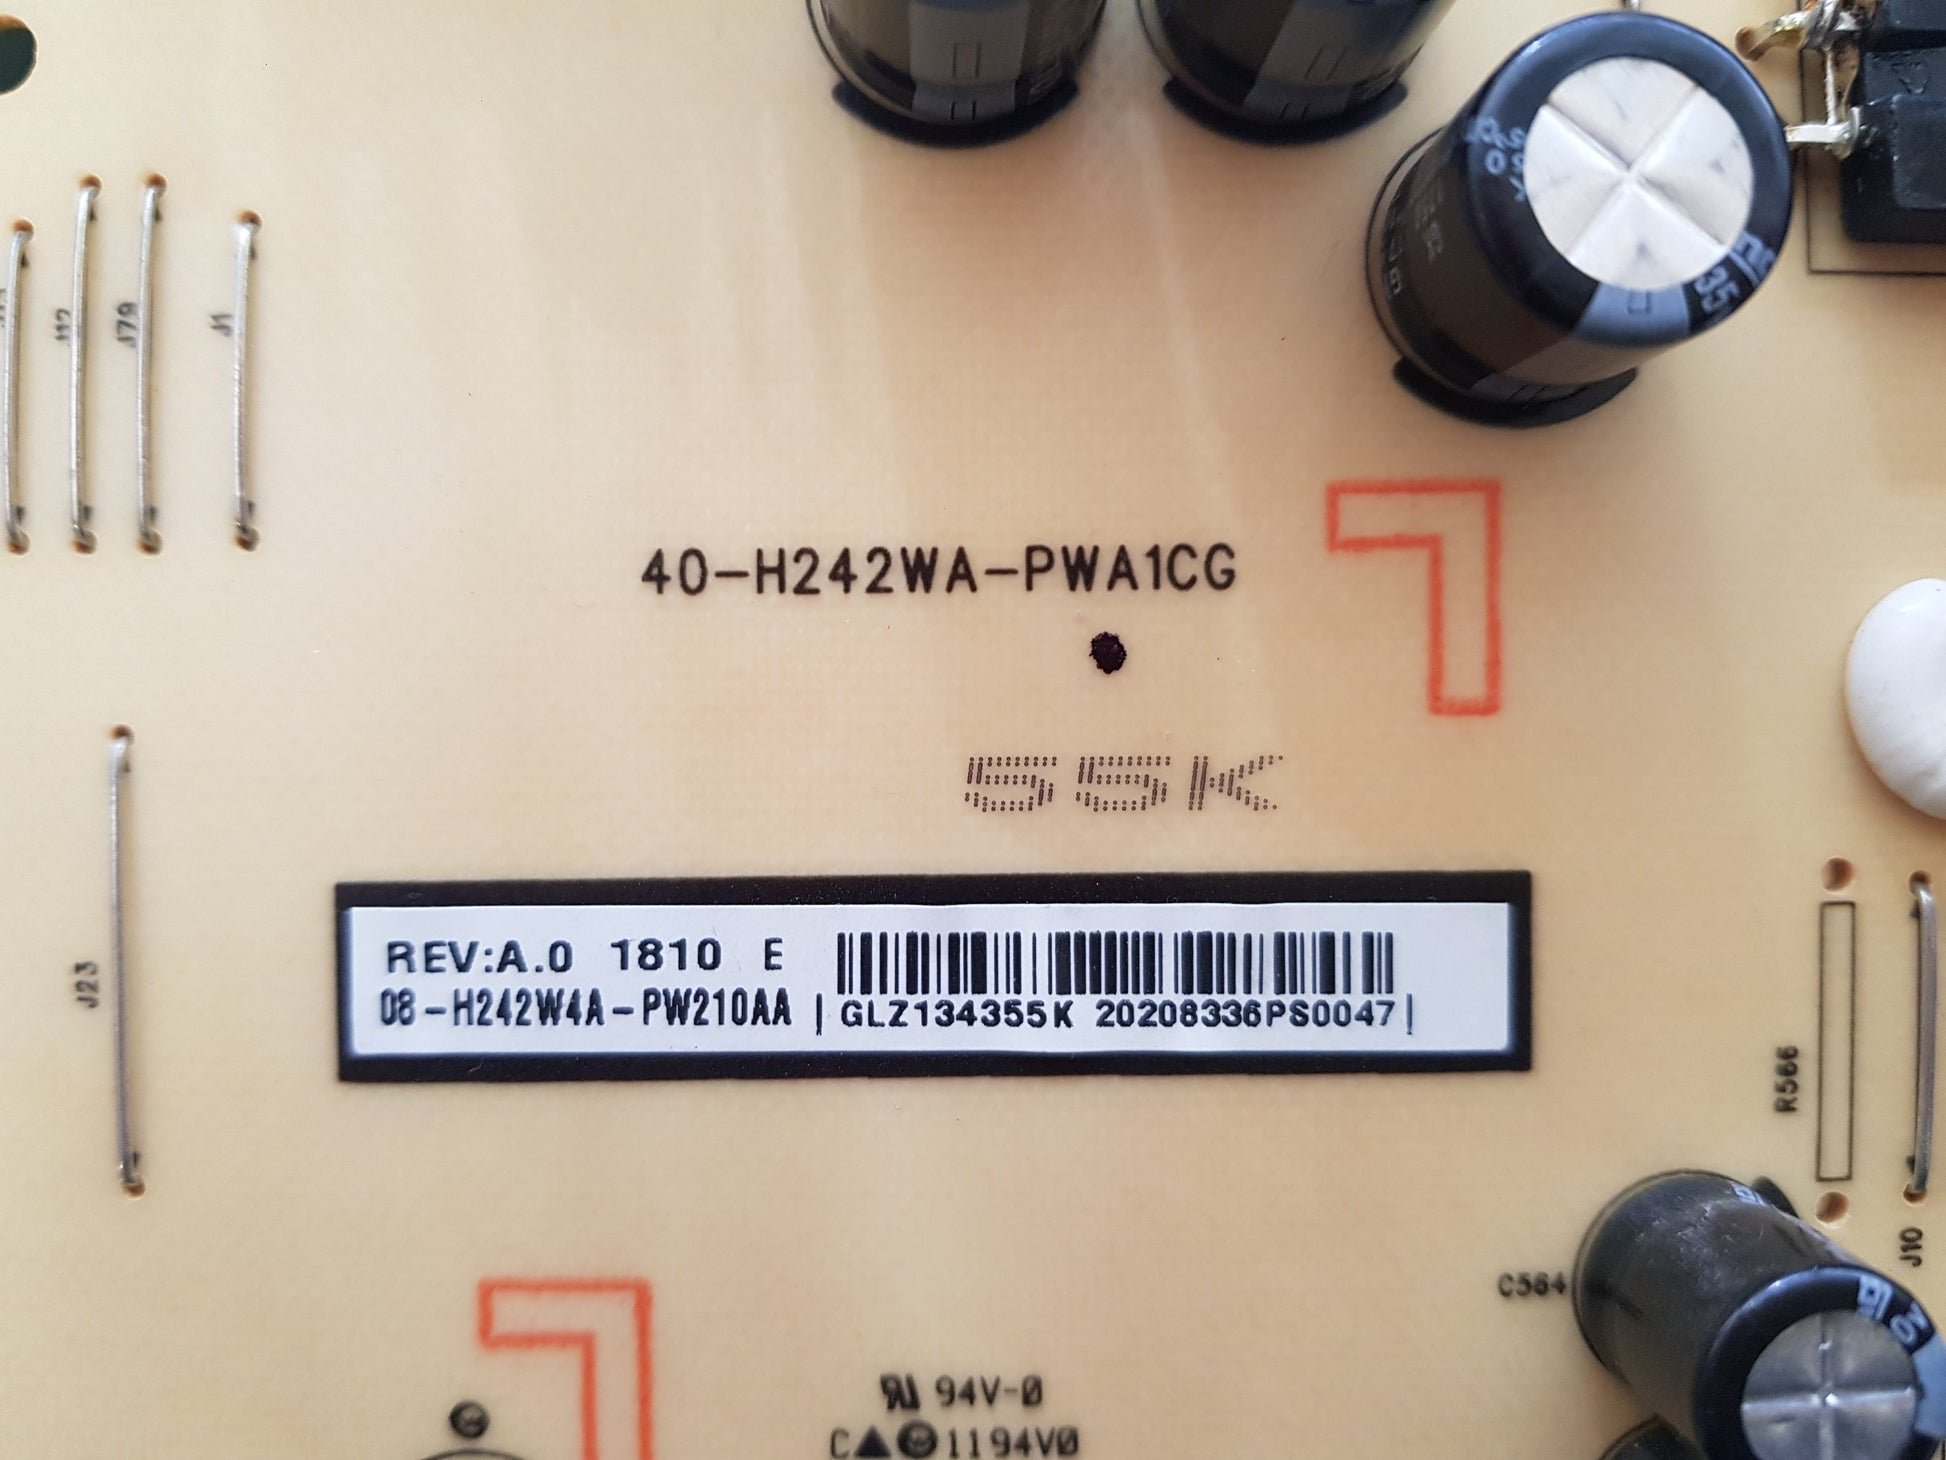 35
J12
J79
J1
40-H242WA-PWA1CG
55K
J23
REV:A.0 1810 E
08-H242W4A-PW210AA
GLZ134355K 20208336PS0047
R566
J10
C564
94V-0
1194V0